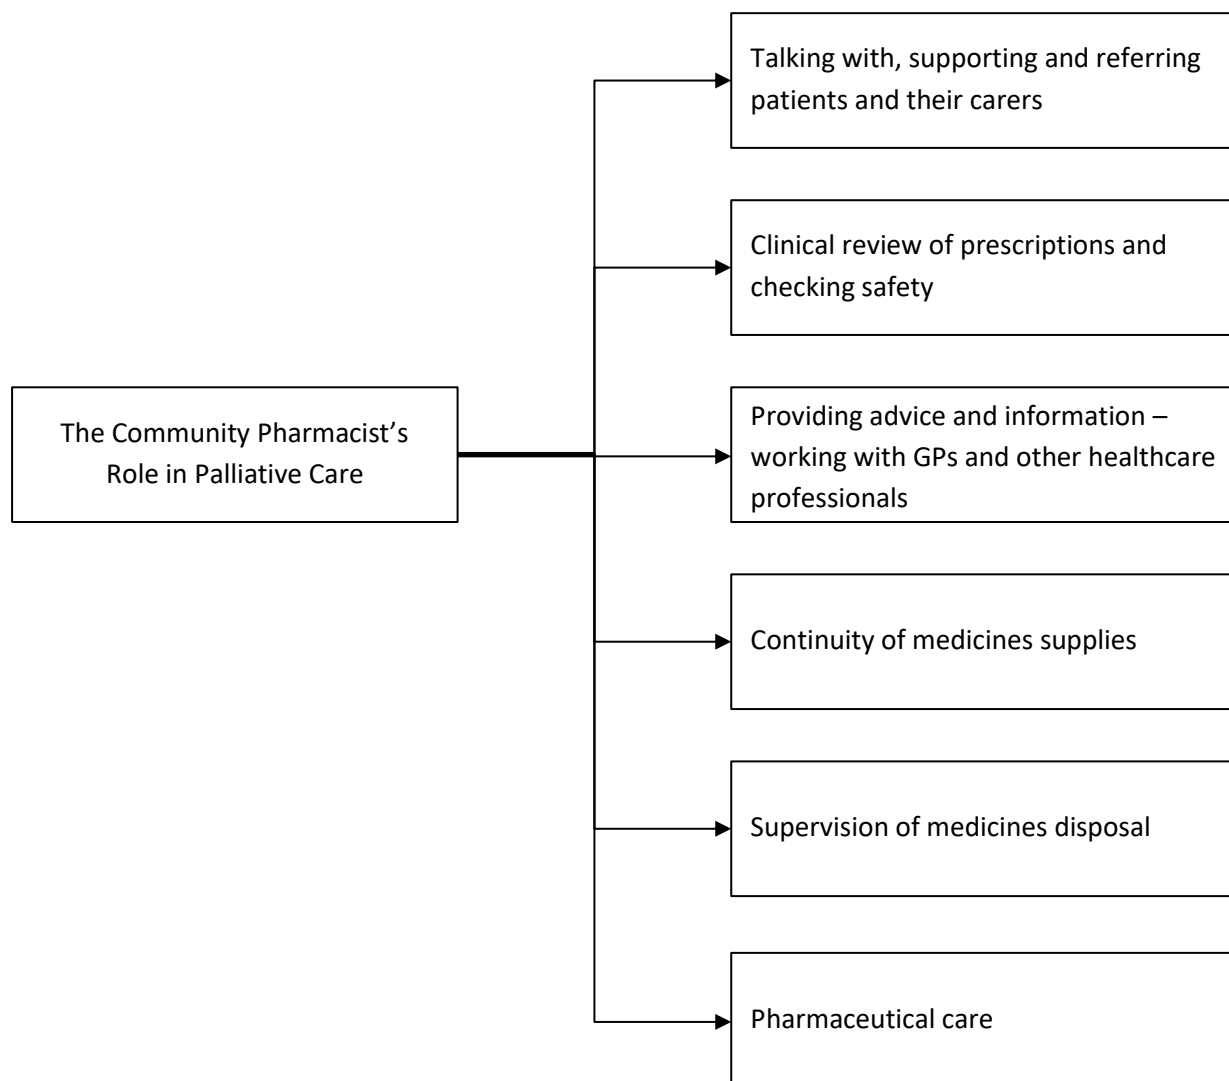 Talking with, supporting and referring
patients and their carers
Clinical review of prescriptions and
checking safety
The Community Pharmacist’s
Role in Palliative Care
Providing advice and information –
working with GPs and other healthcare
professionals
Continuity of medicines supplies
Supervision of medicines disposal
Pharmaceutical care